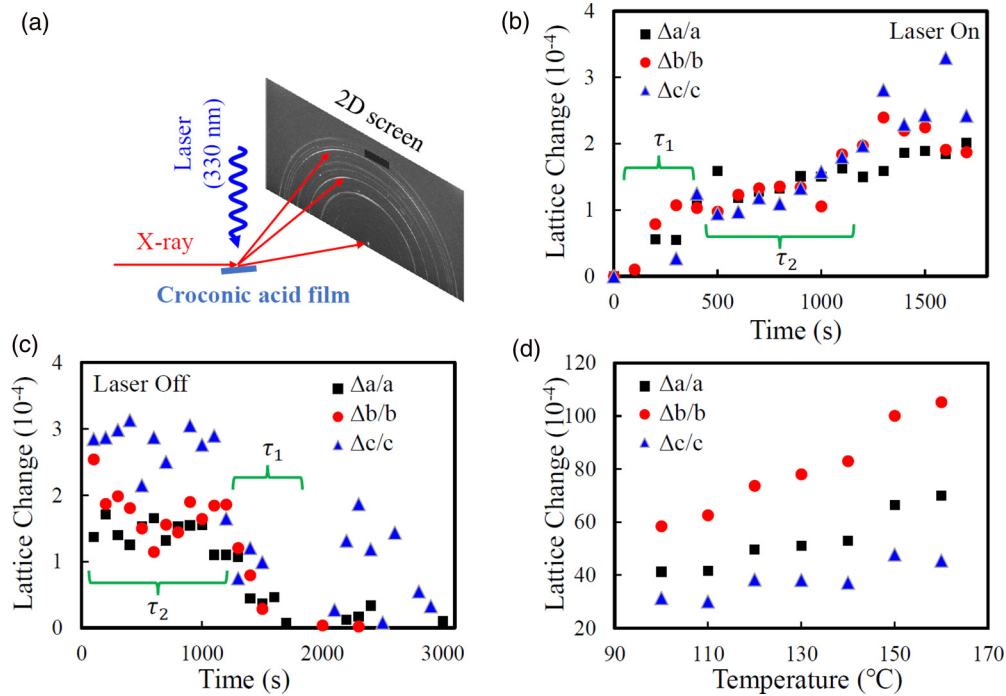 (a)
Laser
(330 nm)
2D screen
X-ray
Croconic acid film
(b)
Lattice Change (10⁻⁴)
4
3
2
1
0
Δa/a
Δb/b
Δc/c
Laser On
τ₁
τ₂
0
500
1000
1500
Time (s)
(c)
Lattice Change (10⁻⁴)
4
3
2
1
0
Laser Off
Δa/a
Δb/b
Δc/c
τ₁
τ₂
0
1000
2000
3000
Time (s)
(d)
Lattice Change (10⁻⁴)
120
100
80
60
40
20
Δa/a
Δb/b
Δc/c
90
110
130
150
170
Temperature (℃)